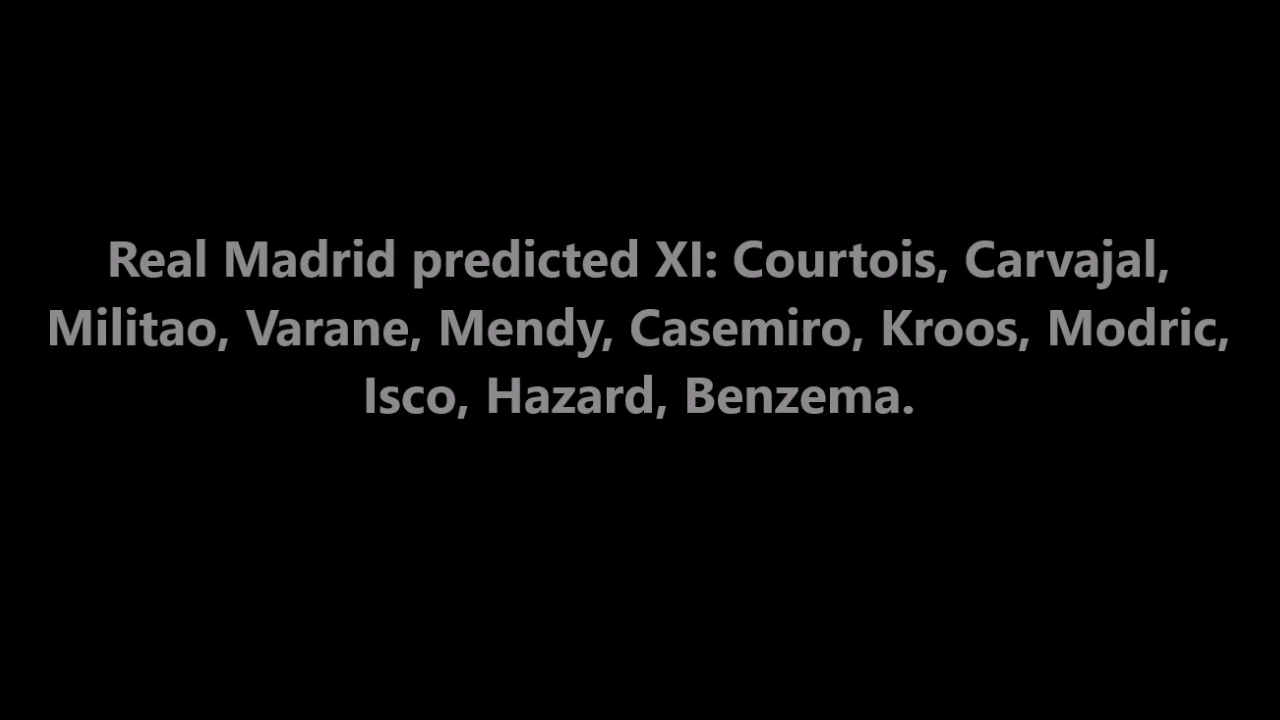 Real Madrid predicted XI: Courtois, Carvajal,
Militao, Varane, Mendy, Casemiro, Kroos, Modric,
Isco, Hazard, Benzema.